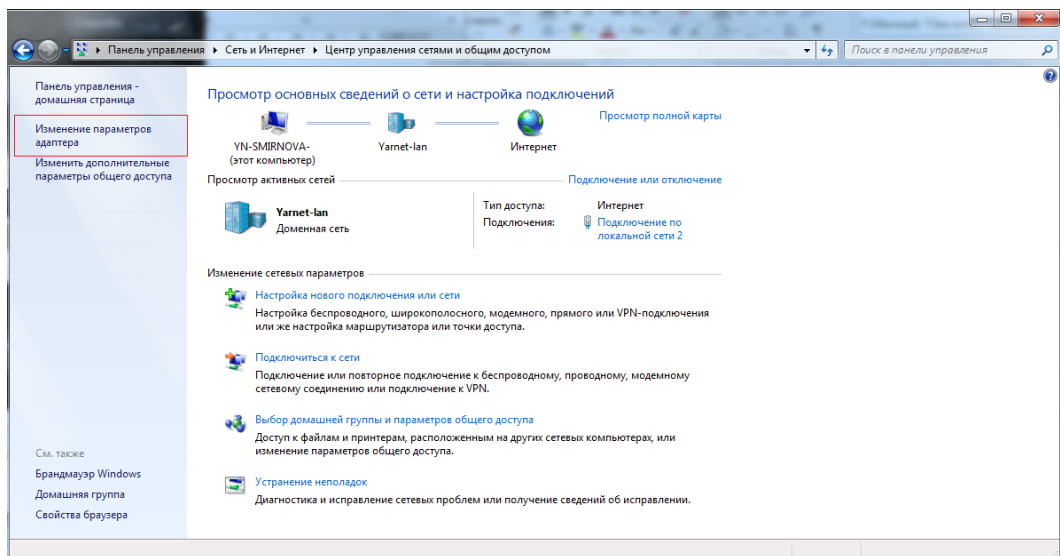 Панель управления ▸ Сеть и Интернет ▸ Центр управления сетями и общим доступом
Поиск в панели управления
Панель управления -
домашняя страница
Изменение параметров
адаптера
Изменить дополнительные
параметры общего доступа
См. также
Брандмауэр Windows
Домашняя группа
Свойства браузера
Просмотр основных сведений о сети и настройка подключений
Просмотр полной карты
YN-SMIRNOVA- Yarnet-lan Интернет
(этот компьютер)
Просмотр активных сетей Подключение или отключение
Yarnet-lan
Доменная сеть
Тип доступа: Интернет
Подключения: Подключение по
локальной сети 2
Изменение сетевых параметров
Настройка нового подключения или сети
Настройка беспроводного, широкополосного, модемного, прямого или VPN-подключения
или же настройка маршрутизатора или точки доступа.
Подключиться к сети
Подключение или повторное подключение к беспроводному, проводному, модемному
сетевому соединению или подключение к VPN.
Выбор домашней группы и параметров общего доступа
Доступ к файлам и принтерам, расположенным на других сетевых компьютерах, или
изменение параметров общего доступа.
Устранение неполадок
Диагностика и исправление сетевых проблем или получение сведений об исправлении.